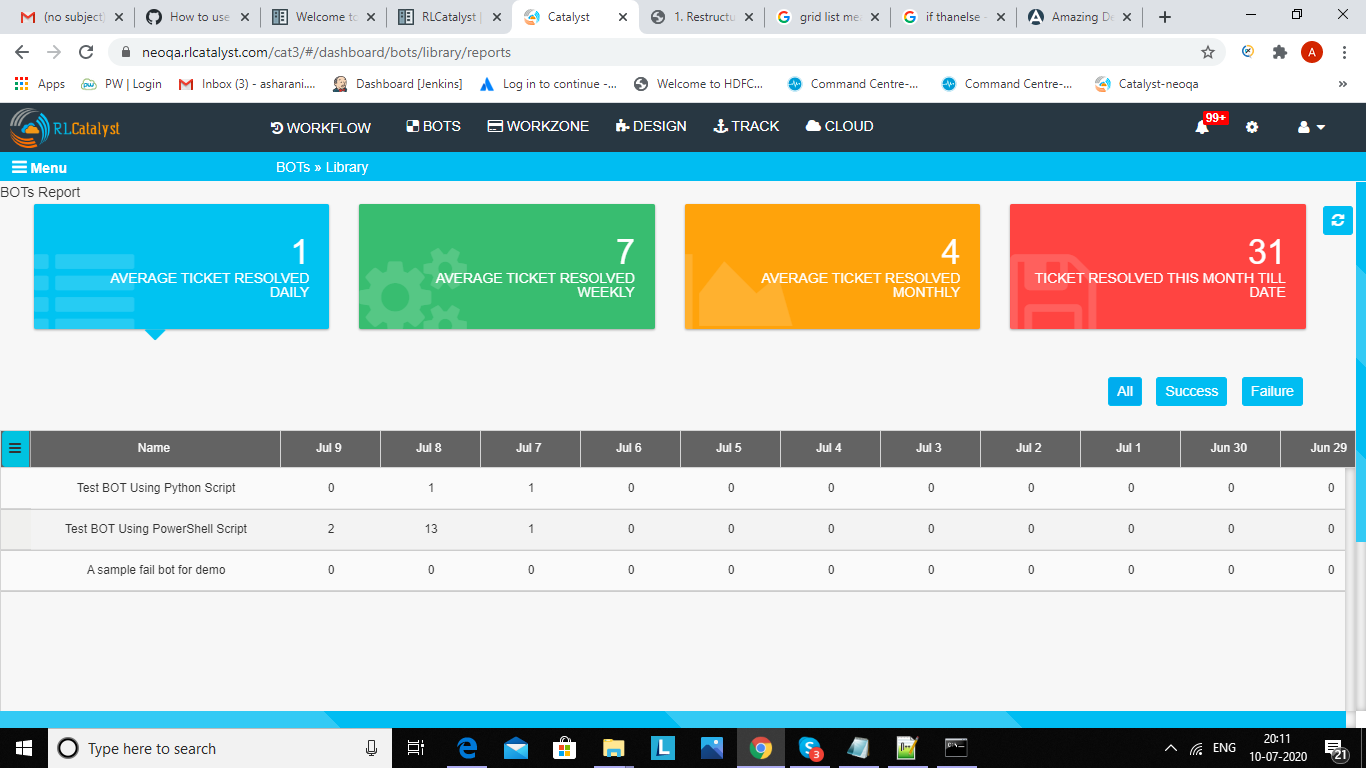 (no subject)
How to use
Welcome to
RLCatalyst |
Catalyst
1. Restructu
grid list me
if thanelse -
Amazing De
neoqa.rlcatalyst.com/cat3/#/dashboard/bots/library/reports
A
Apps
PW | Login
Inbox (3) - asharani....
Dashboard [Jenkins]
Log in to continue -...
Welcome to HDFC...
Command Centre-...
Command Centre-...
Catalyst-neoqa
»
RLCatalyst
WORKFLOW
BOTS
WORKZONE
DESIGN
TRACK
CLOUD
99+
Menu
BOTs » Library
BOTs Report
1
AVERAGE TICKET RESOLVED
DAILY
7
AVERAGE TICKET RESOLVED
WEEKLY
4
AVERAGE TICKET RESOLVED
MONTHLY
31
TICKET RESOLVED THIS MONTH TILL
DATE
All Success Failure
Name Jul 9 Jul 8 Jul 7 Jul 6 Jul 5 Jul 4 Jul 3 Jul 2 Jul 1 Jun 30 Jun 29
Test BOT Using Python Script 0 1 1 0 0 0 0 0 0 0 0
Test BOT Using PowerShell Script 2 13 1 0 0 0 0 0 0 0 0
A sample fail bot for demo 0 0 0 0 0 0 0 0 0 0 0
Type here to search
L
3
ENG
20:11
10-07-2020
21